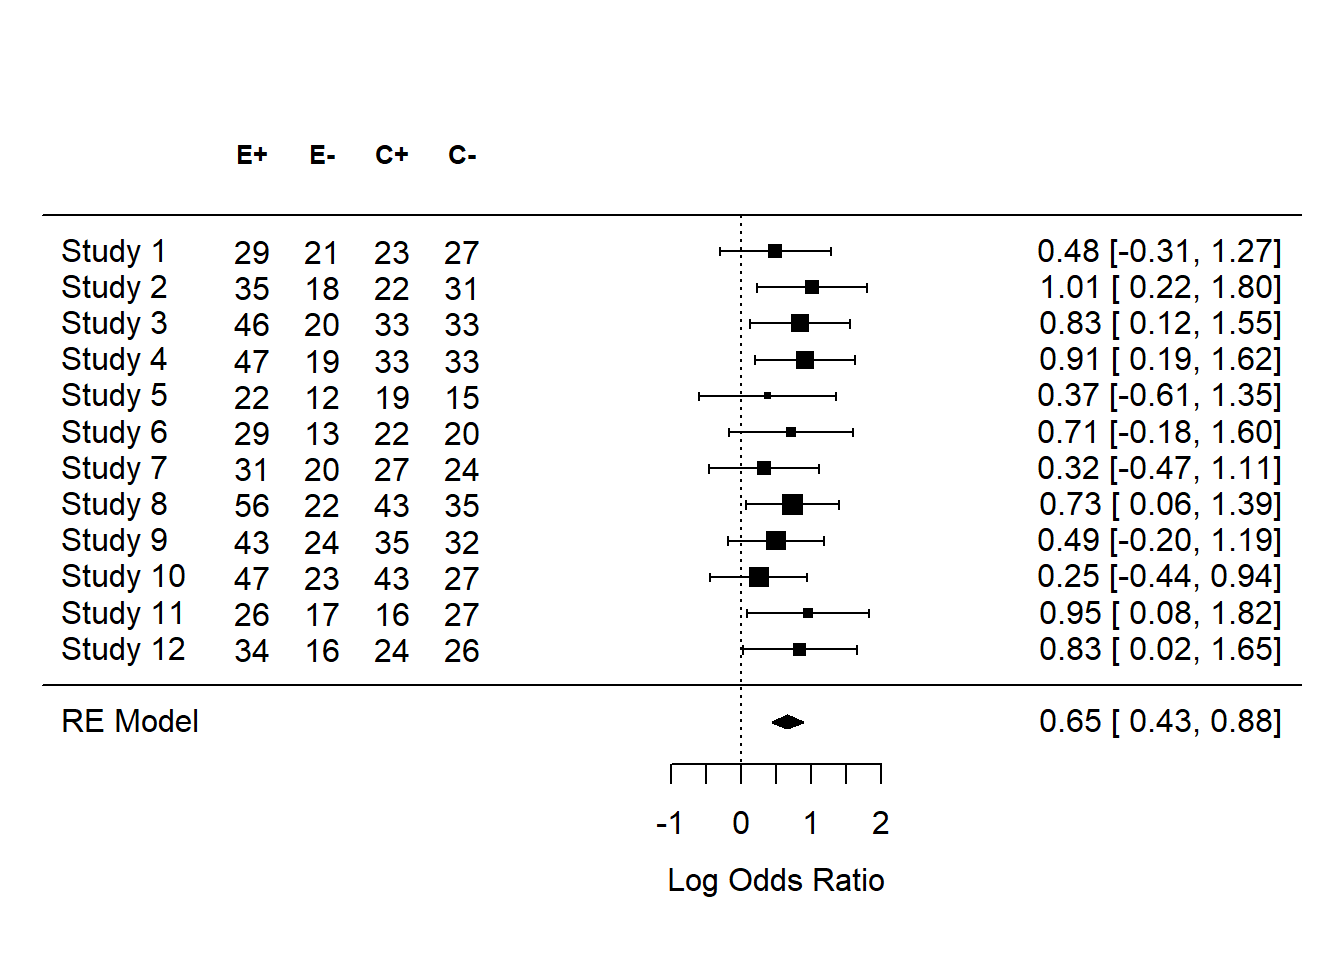 E+ E- C+ C-
Study 1 29 21 23 27 0.48 [-0.31, 1.27]
Study 2 35 18 22 31 1.01 [ 0.22, 1.80]
Study 3 46 20 33 33 0.83 [ 0.12, 1.55]
Study 4 47 19 33 33 0.91 [ 0.19, 1.62]
Study 5 22 12 19 15 0.37 [-0.61, 1.35]
Study 6 29 13 22 20 0.71 [-0.18, 1.60]
Study 7 31 20 27 24 0.32 [-0.47, 1.11]
Study 8 56 22 43 35 0.73 [ 0.06, 1.39]
Study 9 43 24 35 32 0.49 [-0.20, 1.19]
Study 10 47 23 43 27 0.25 [-0.44, 0.94]
Study 11 26 17 16 27 0.95 [ 0.08, 1.82]
Study 12 34 16 24 26 0.83 [ 0.02, 1.65]
RE Model 0.65 [ 0.43, 0.88]
-1 0 1 2
Log Odds Ratio